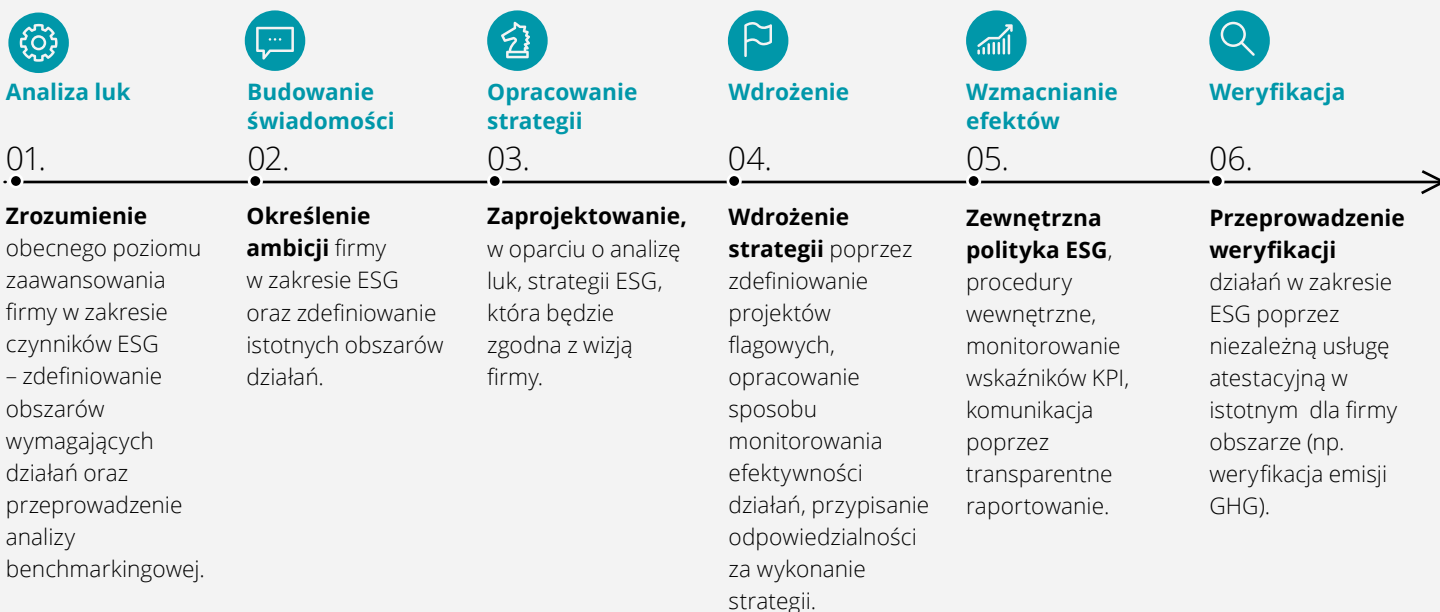 Analiza luk
01.
Zrozumienie
obecnego poziomu
zaawansowania
firmy w zakresie
czynników ESG
– zdefiniowanie
obszarów
wymagających
działań oraz
przeprowadzenie
analizy
benchmarkingowej.
Budowanie
świadomości
02.
Określenie
ambicji firmy
w zakresie ESG
oraz zdefiniowanie
istotnych obszarów
działań.
Opracowanie
strategii
03.
Zaprojektowanie,
w oparciu o analizę
luk, strategii ESG,
która będzie
zgodna z wizją
firmy.
Wdrożenie
04.
Wdrożenie
strategii poprzez
zdefiniowanie
projektów
flagowych,
opracowanie
sposobu
monitorowania
efektywności
działań, przypisanie
odpowiedzialności
za wykonanie
strategii.
Wzmacnianie
efektów
05.
Zewnętrzna
polityka ESG,
procedury
wewnętrzne,
monitorowanie
wskaźników KPI,
komunikacja
poprzez
transparentne
raportowanie.
Weryfikacja
06.
Przeprowadzenie
weryfikacji
działań w zakresie
ESG poprzez
niezależną usługę
atestacyjną w
istotnym dla firmy
obszarze (np.
weryfikacja emisji
GHG).